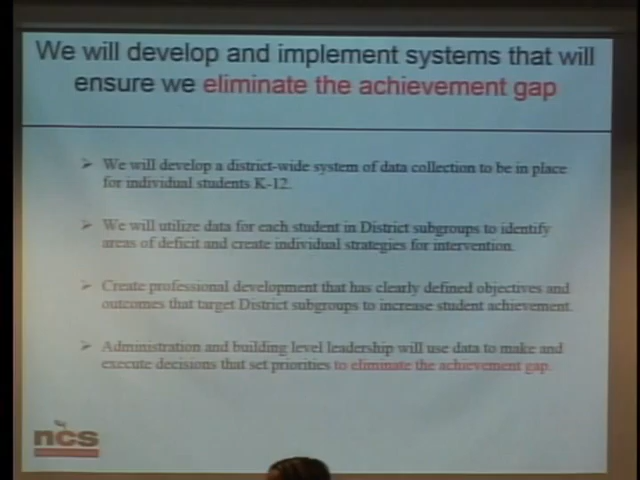 We will develop and implement systems that will
ensure we eliminate the achievement gap
➢ We will develop a district-wide system of data collection to be in place
for individual students K-12.
➢ We will utilize data for each student in District subgroups to identify
areas of deficit and create individual strategies for intervention.
➢ Create professional development that has clearly defined objectives and
outcomes that target District subgroups to increase student achievement.
➢ Administration and building level leadership will use data to make and
execute decisions that set priorities to eliminate the achievement gap.
ncs